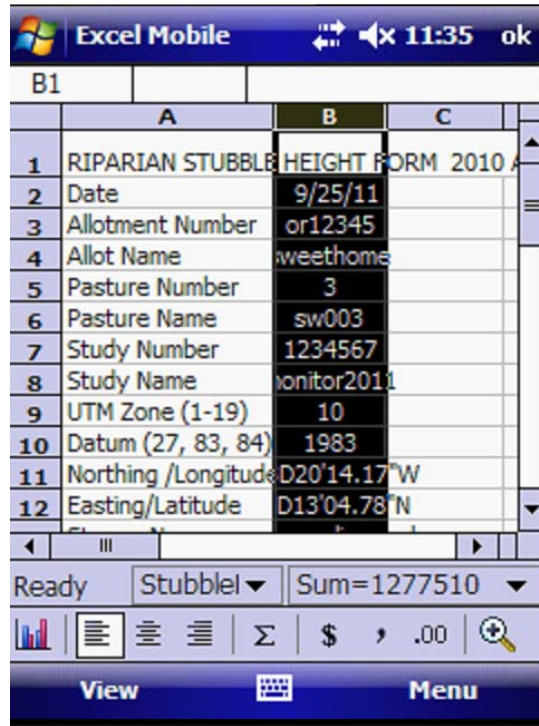 Excel Mobile 11:35 ok
B1
A B C
1 RIPARIAN STUBBLE HEIGHT FORM 2010 A
2 Date 9/25/11
3 Allotment Number or12345
4 Allot Name weethome
5 Pasture Number 3
6 Pasture Name sw003
7 Study Number 1234567
8 Study Name onitor2011
9 UTM Zone (1-19) 10
10 Datum (27, 83, 84) 1983
11 Northing /Longitude D20'14.17"W
12 Easting/Latitude D13'04.78"N
Ready Stubblel Sum=1277510
Σ $ , .00
View Menu